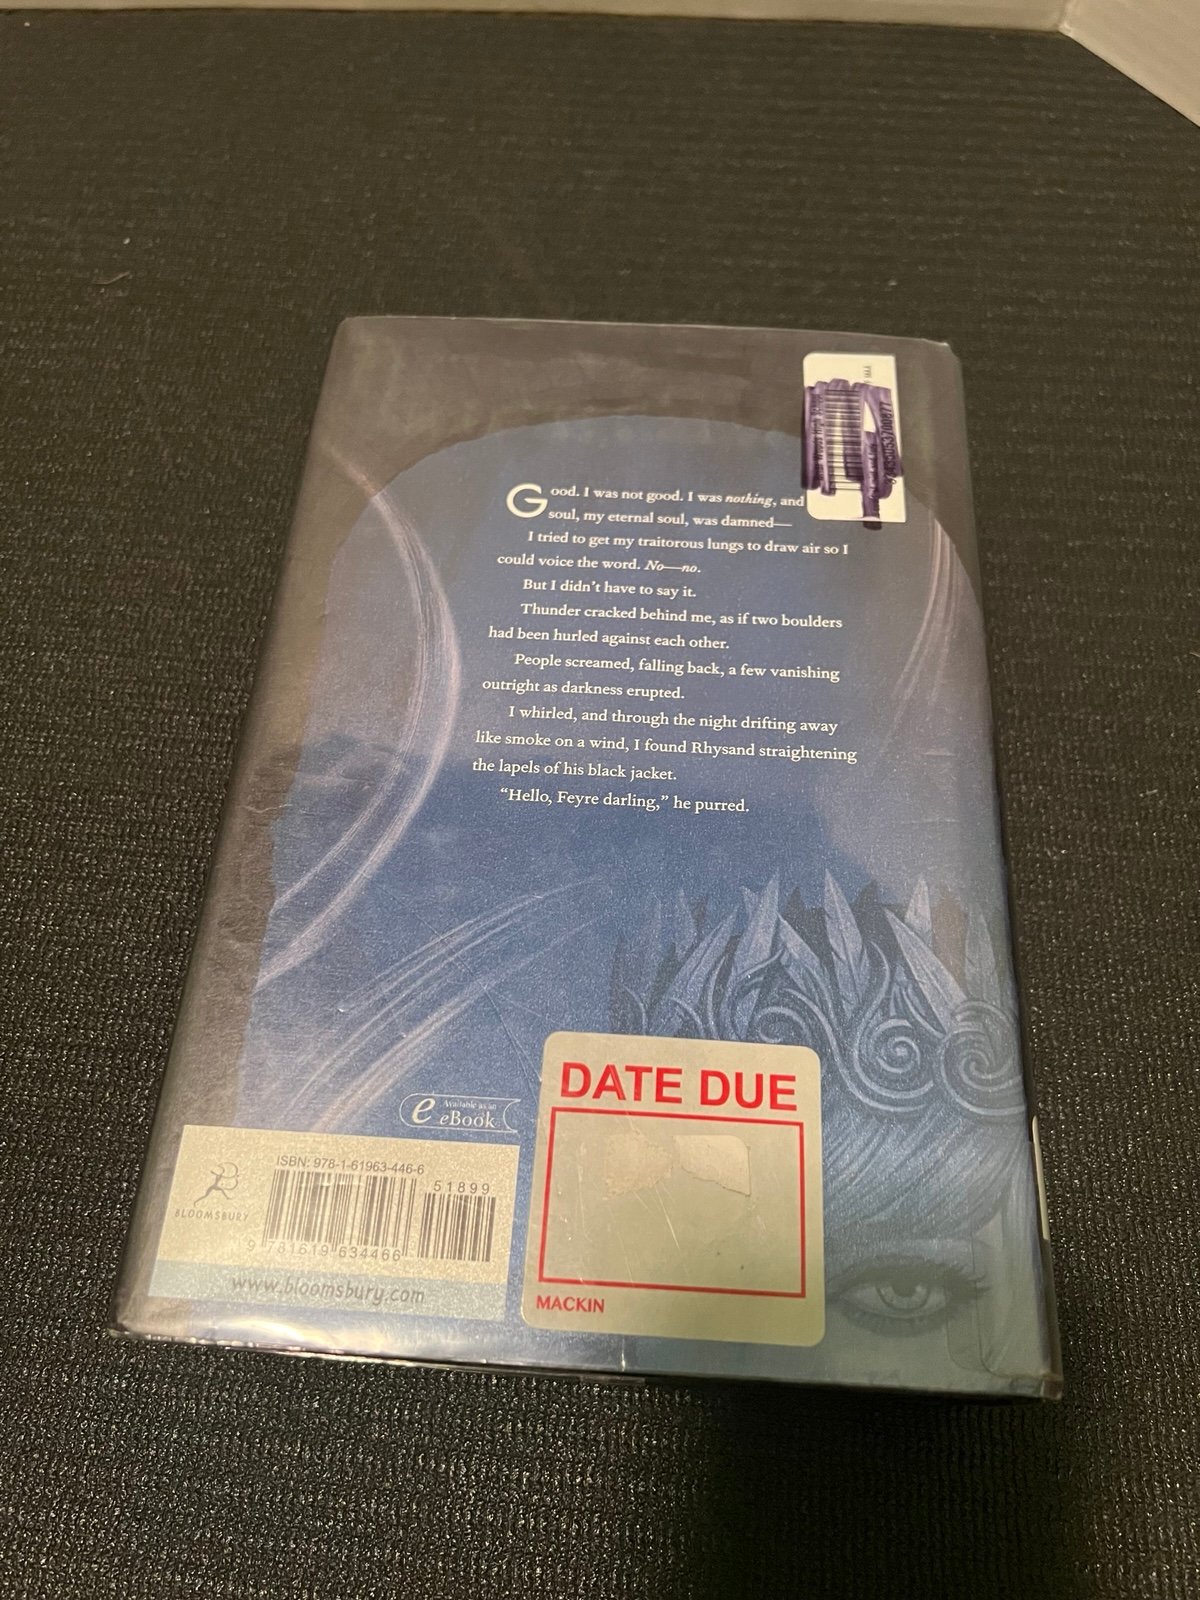 Good. I was not good. I was nothing, and
soul, my eternal soul, was damned—
I tried to get my traitorous lungs to draw air so I
could voice the word. No—no.
But I didn't have to say it.
Thunder cracked behind me, as if two boulders
had been hurled against each other.
People screamed, falling back, a few vanishing
outright as darkness erupted.
I whirled, and through the night drifting away
like smoke on a wind, I found Rhysand straightening
the lapels of his black jacket.
"Hello, Feyre darling," he purred.
Available as an
eBook
ISBN: 978-1-61963-446-6
51899
BLOOMSBURY
9 781619 634466
www.bloomsbury.com
DATE DUE
MACKIN